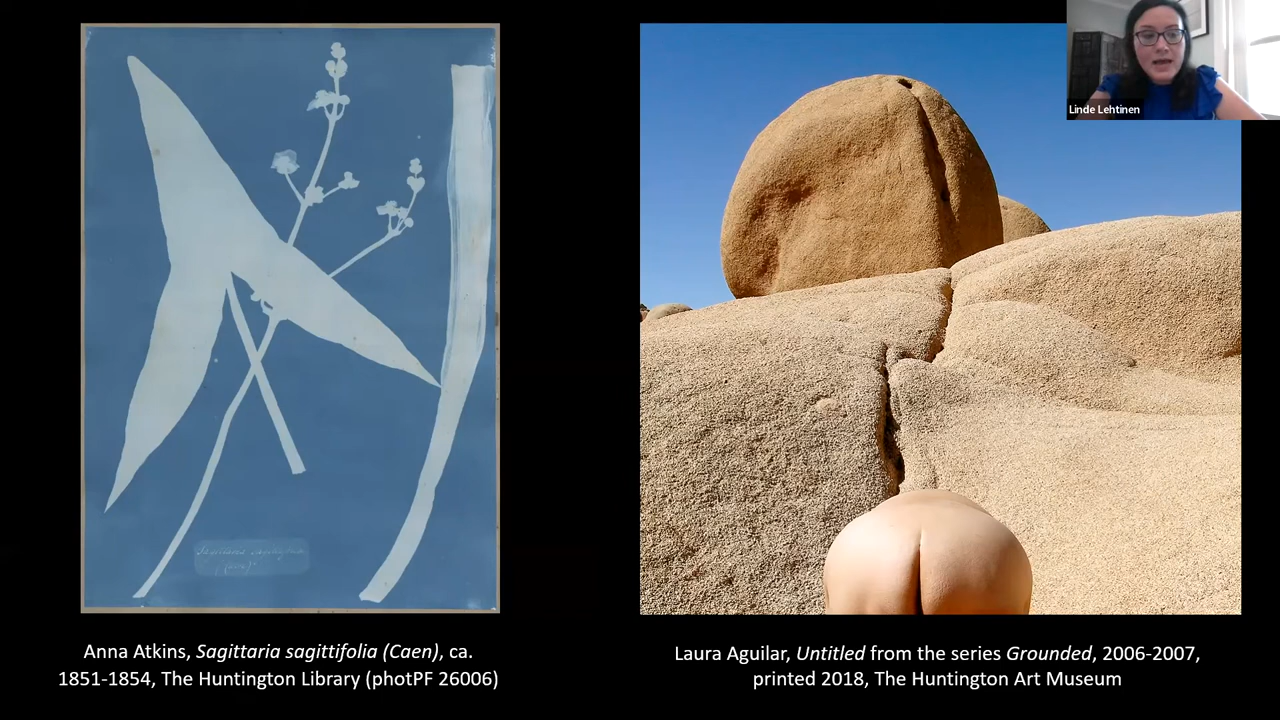 Linde Lehtinen
Anna Atkins, Sagittaria sagittifolia (Caen), ca.
1851-1854, The Huntington Library (photPF 26006)
Laura Aguilar, Untitled from the series Grounded, 2006-2007,
printed 2018, The Huntington Art Museum